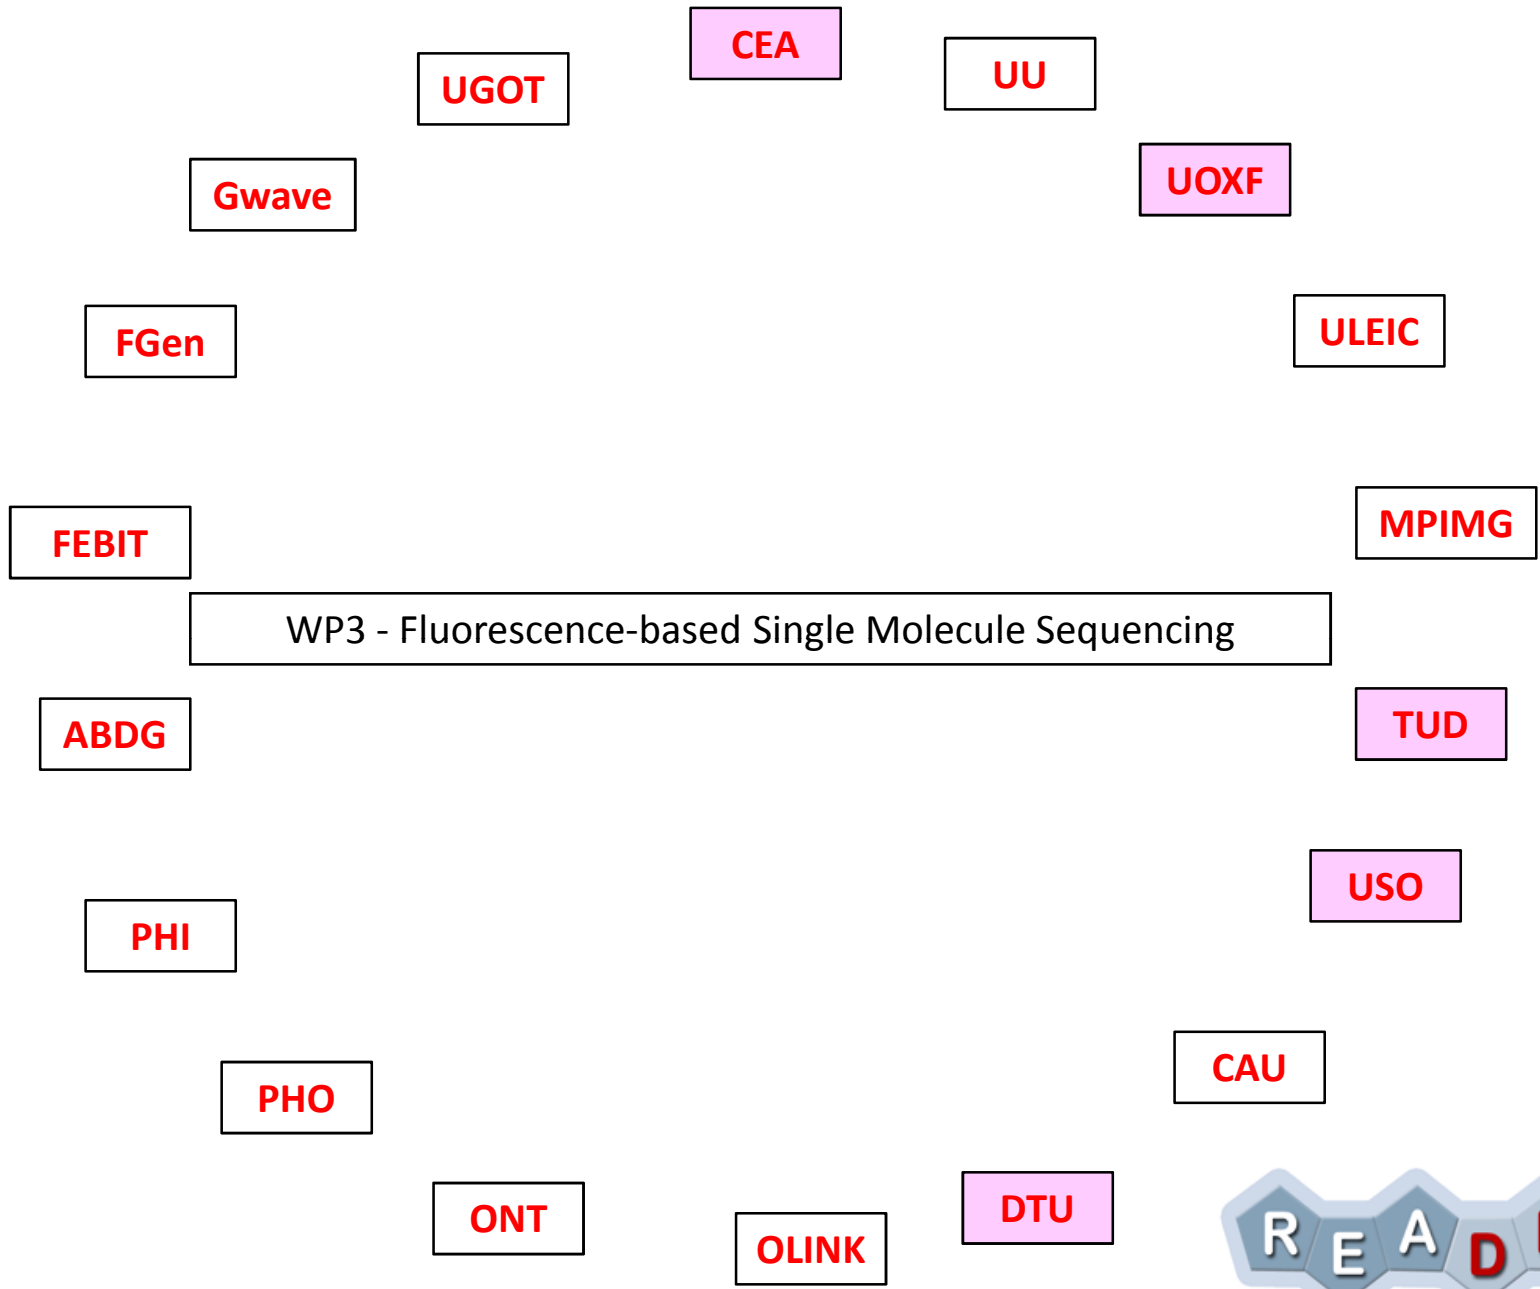 CEA
UU
UGOT
UOXF
Gwave
ULEIC
FGen
MPIMG
FEBIT
WP3 - Fluorescence-based Single Molecule Sequencing
TUD
ABDG
USO
PHI
CAU
PHO
DTU
ONT
OLINK
READ